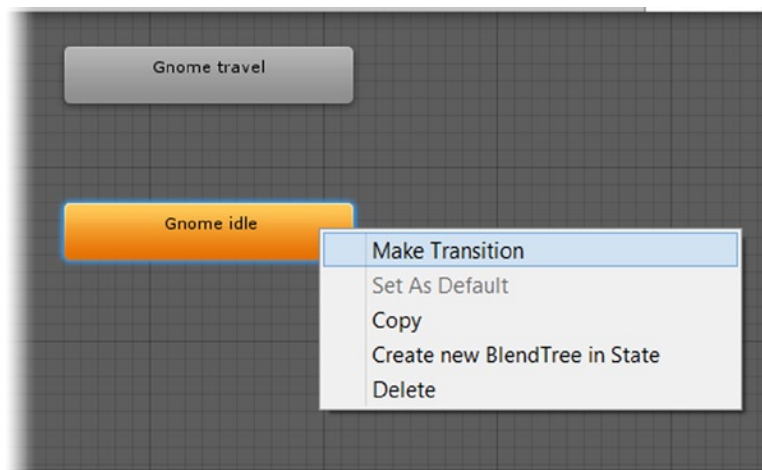 Gnome travel
Gnome idle
Make Transition
Set As Default
Copy
Create new BlendTree in State
Delete